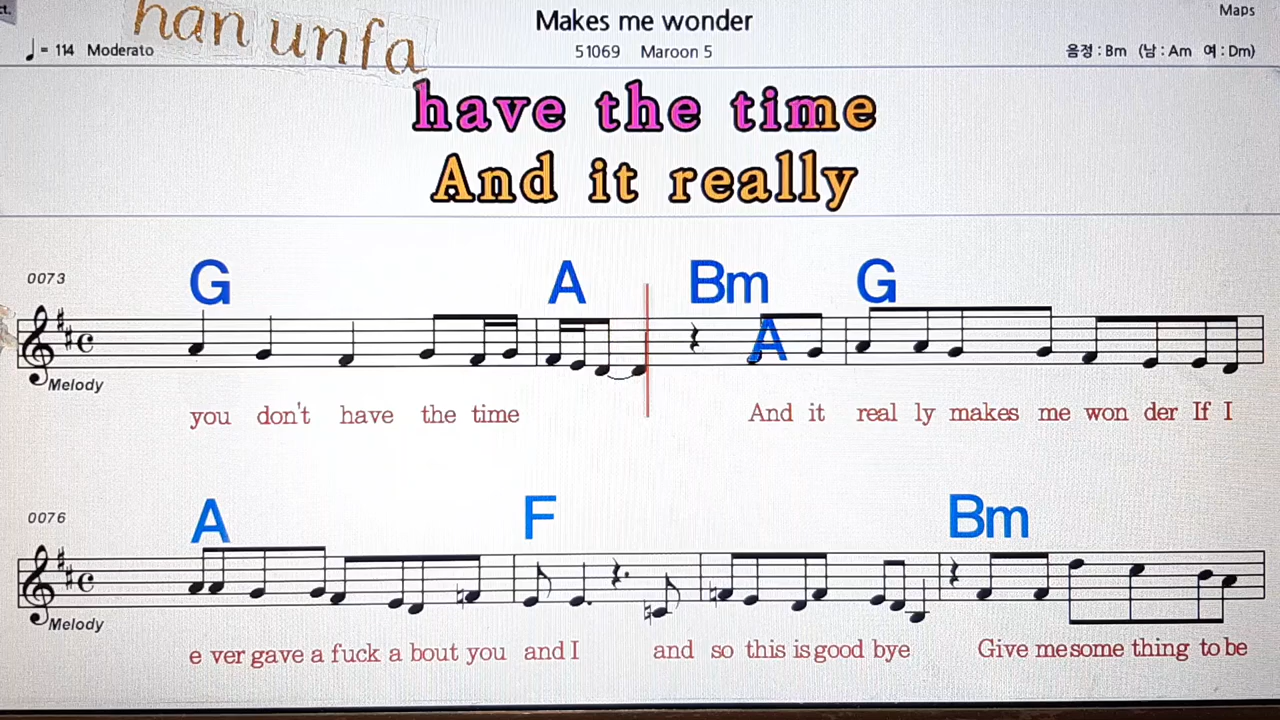 ct.
han unfa
Makes me wonder
Maps
♩= 114 Moderato
51069 Maroon 5
음정 : Bm (남 : Am 여 : Dm)
have the time
And it really
0073
G A Bm A G
Melody
you don't have the time And it real ly makes me won der If I
0076
A F Bm
Melody
e ver gave a fuck a bout you and I and so this is good bye Give me some thing to be